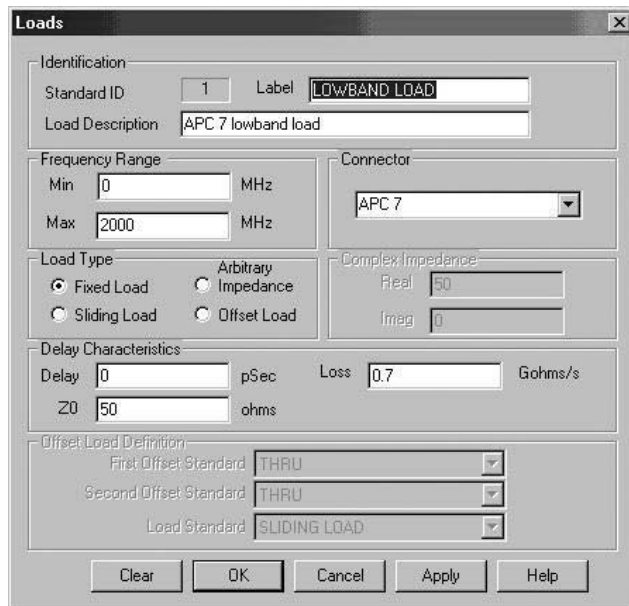 Loads
Identification
Standard ID 1 Label LOWBAND LOAD
Load Description APC 7 lowband load
Frequency Range
Min 0 MHz
Max 2000 MHz
Connector
APC 7
Load Type
Fixed Load
Arbitrary
Impedance
Sliding Load
Offset Load
Complex Impedance
Real 50
Imag 0
Delay Characteristics
Delay 0 pSec Loss 0.7 Gohms/s
Z0 50 ohms
Offset Load Definition
First Offset Standard THRU
Second Offset Standard THRU
Load Standard SLIDING LOAD
Clear OK Cancel Apply Help